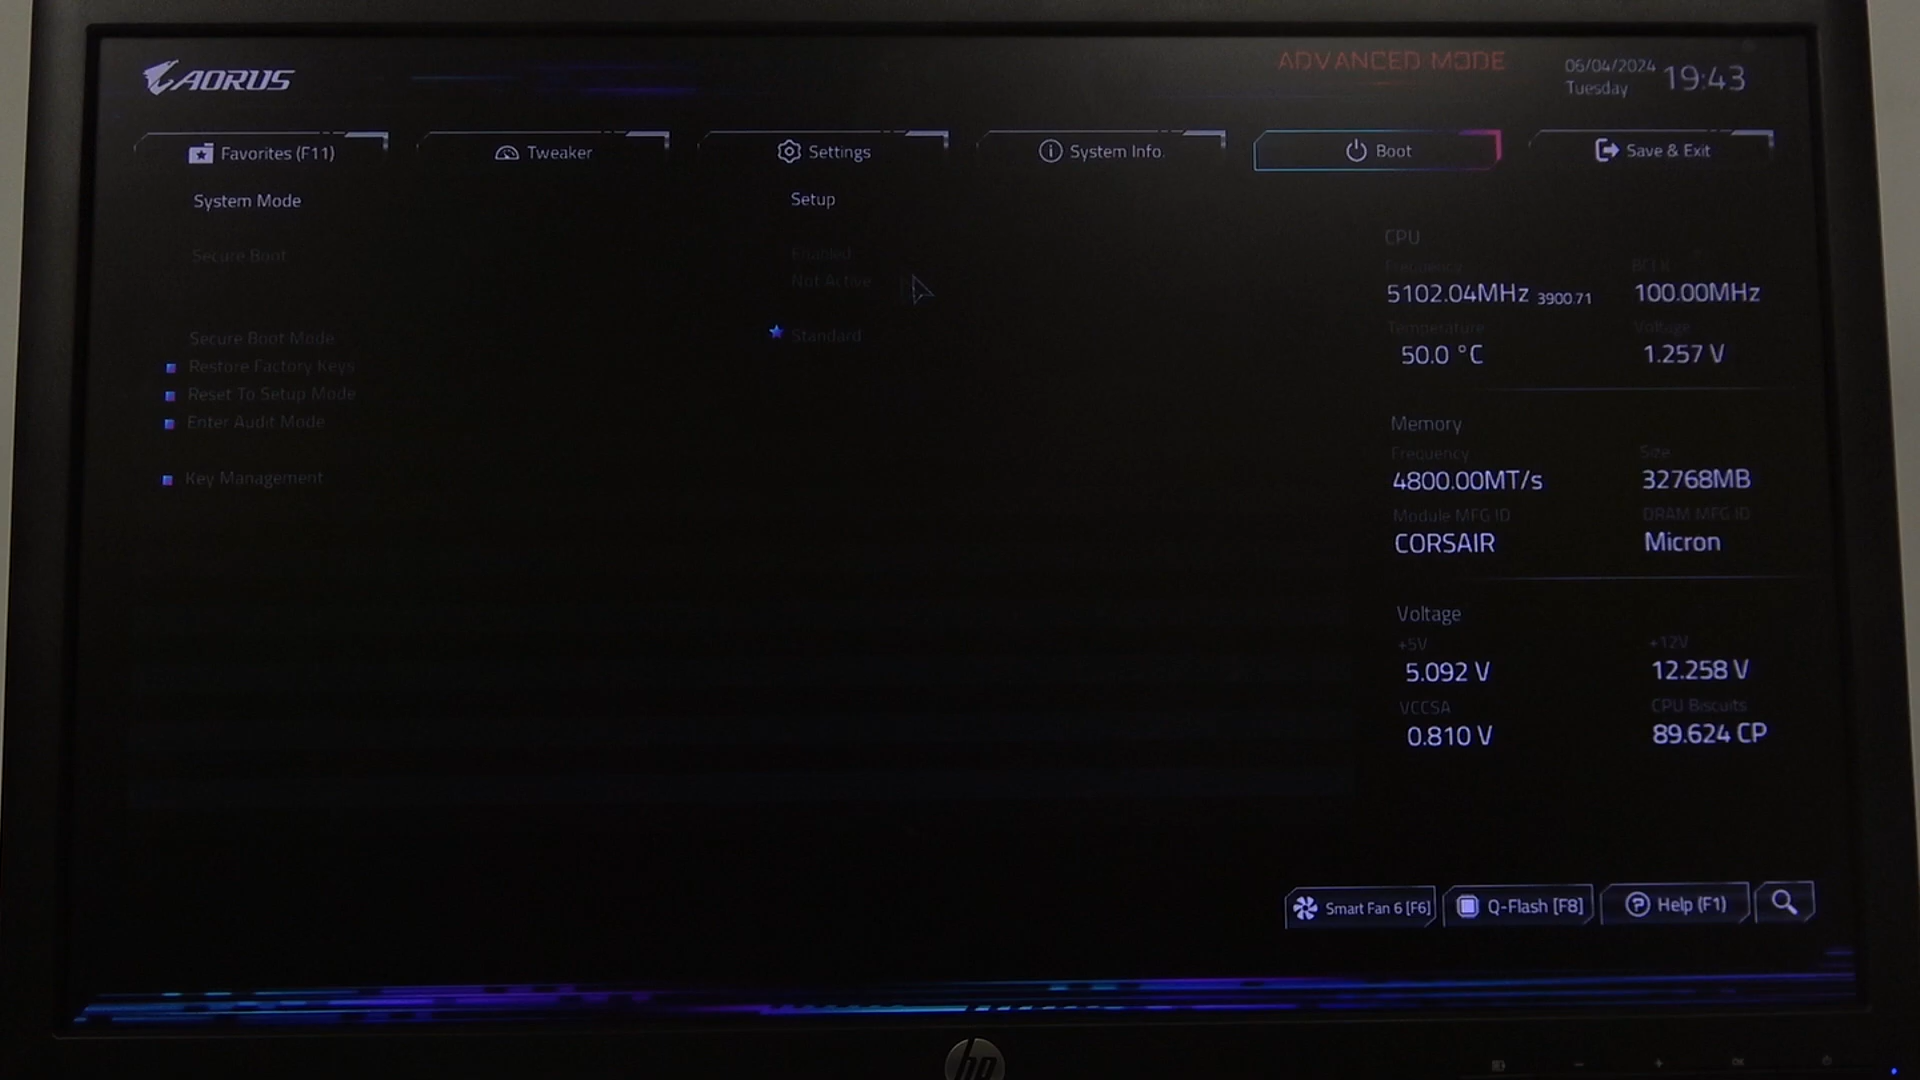 AORUS
ADVANCED MODE
06/04/2024
Tuesday
19:43
Favorites (F11)
Tweaker
Settings
System Info.
Boot
Save & Exit
System Mode
Setup
Secure Boot
Enabled
Not Active
Secure Boot Mode
Standard
Restore Factory Keys
Reset To Setup Mode
Enter Audit Mode
Key Management
CPU
Frequency
BCLK
5102.04MHz 3900.71
100.00MHz
Temperature
Voltage
50.0 °C
1.257 V
Memory
Frequency
Size
4800.00MT/s
32768MB
Module MFG ID
DRAM MFG ID
CORSAIR
Micron
Voltage
+5V
+12V
5.092 V
12.258 V
VCCSA
CPU Biscuits
0.810 V
89.624 CP
Smart Fan 6 [F6]
Q-Flash [F8]
Help (F1)
hp
OK